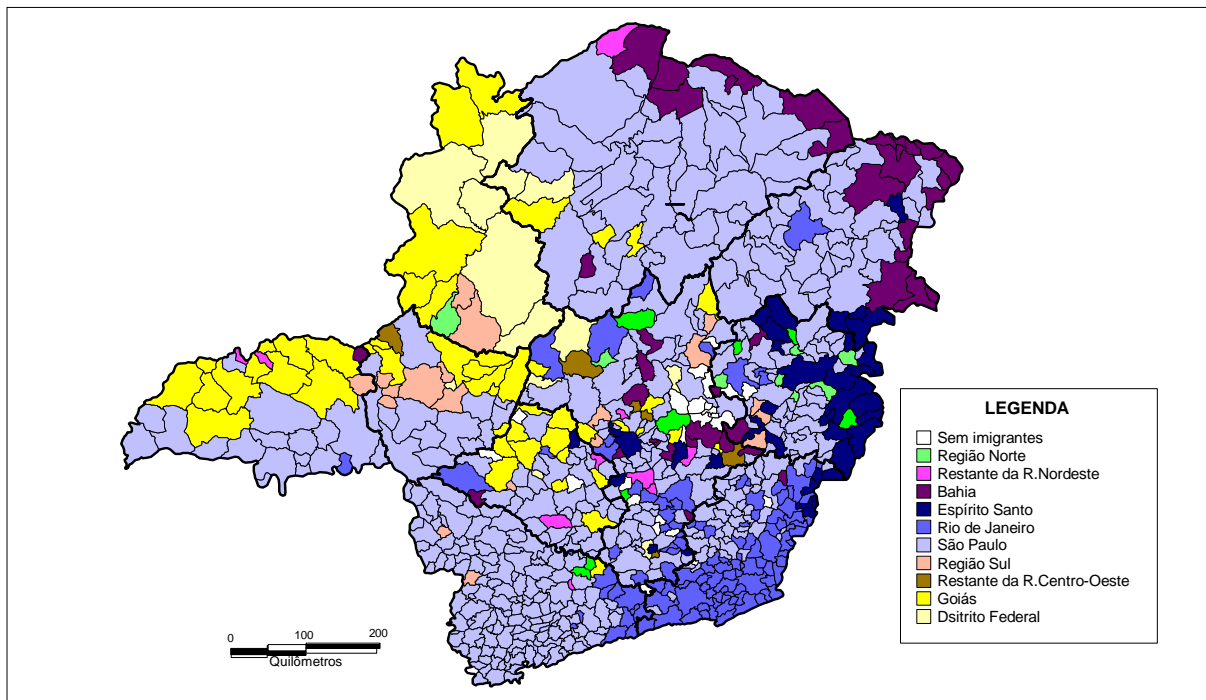 LEGENDA
Sem imigrantes
Região Norte
Restante da R.Nordeste
Bahia
Espírito Santo
Rio de Janeiro
São Paulo
Região Sul
Restante da R.Centro-Oeste
Goiás
Dsitrito Federal
0 100 200
Quilômetros